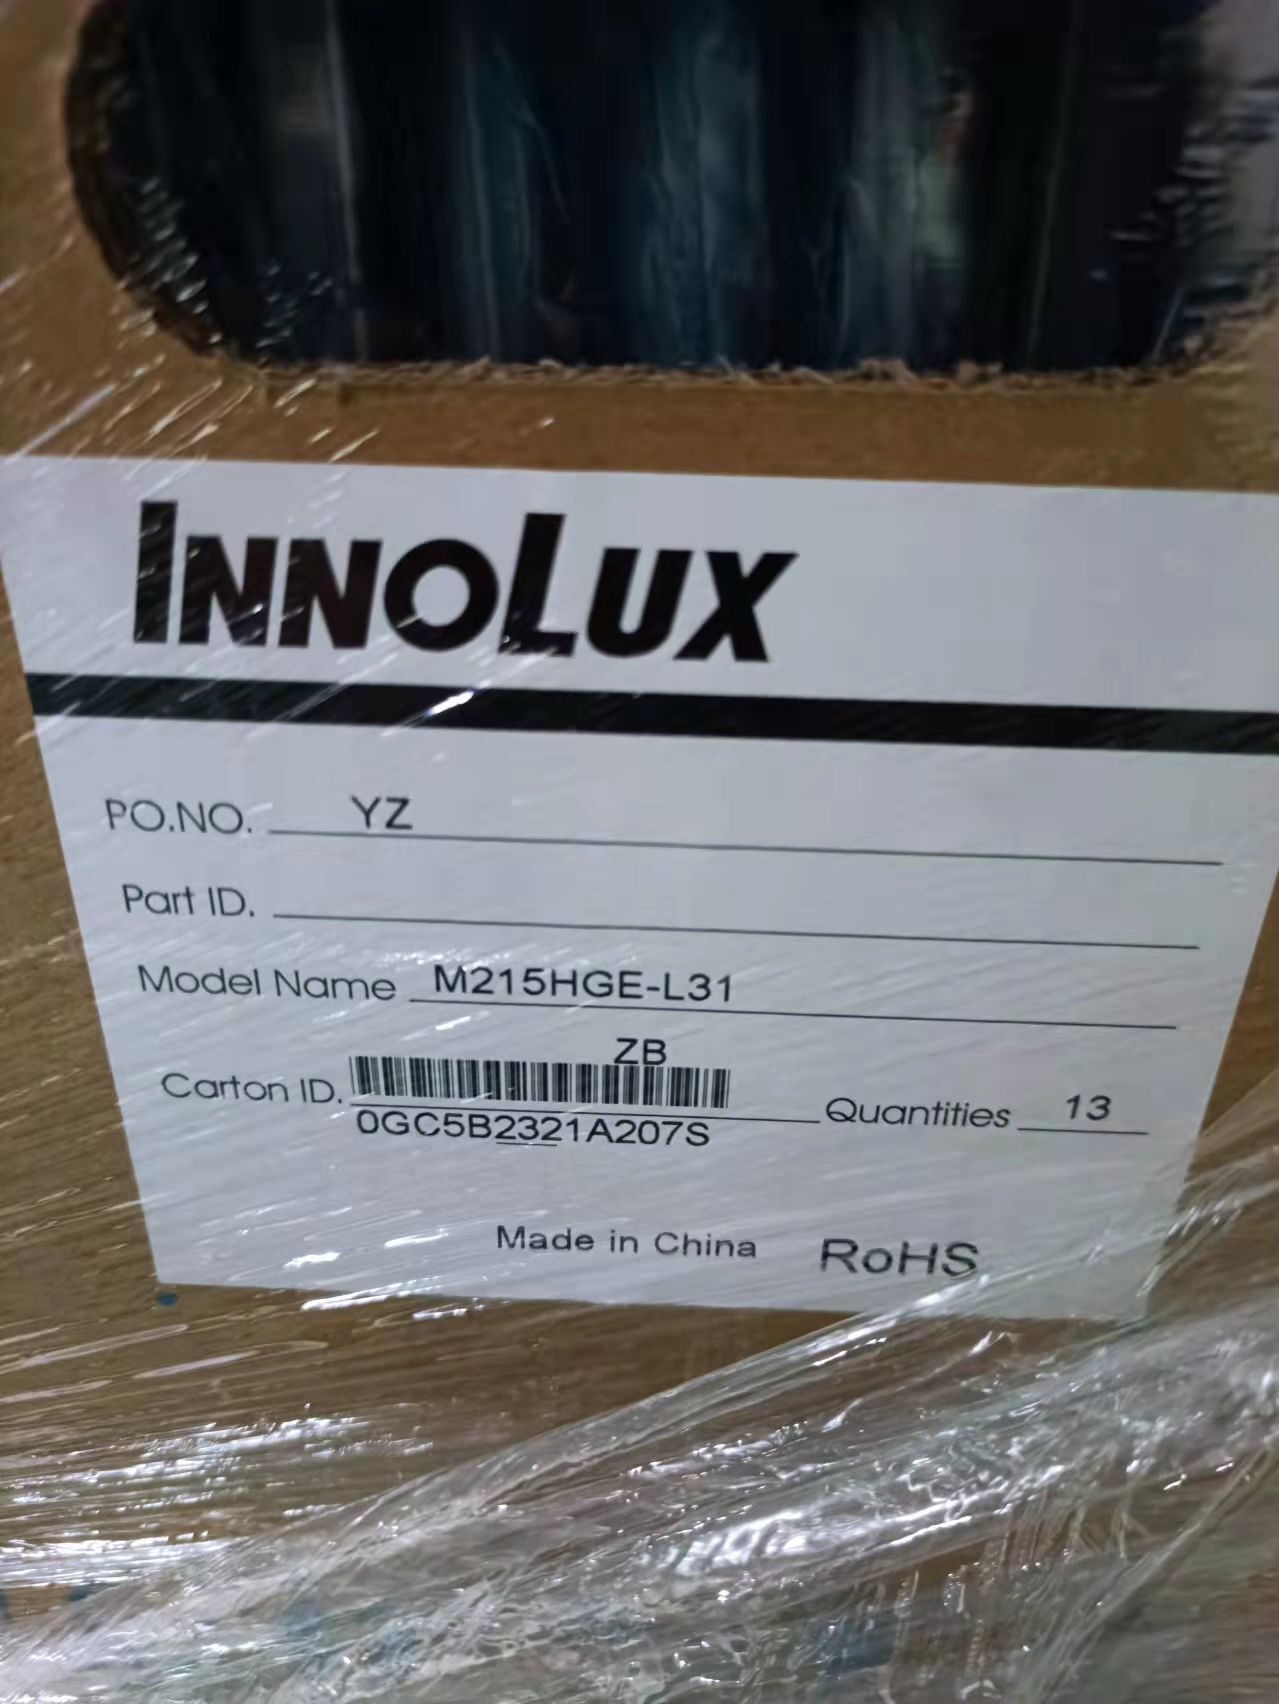 INNOLUX
PO.NO. YZ
Part ID.
Model Name M215HGE-L31
ZB
Carton ID.
0GC5B2321A207S
Quantities 13
Made in China RoHS